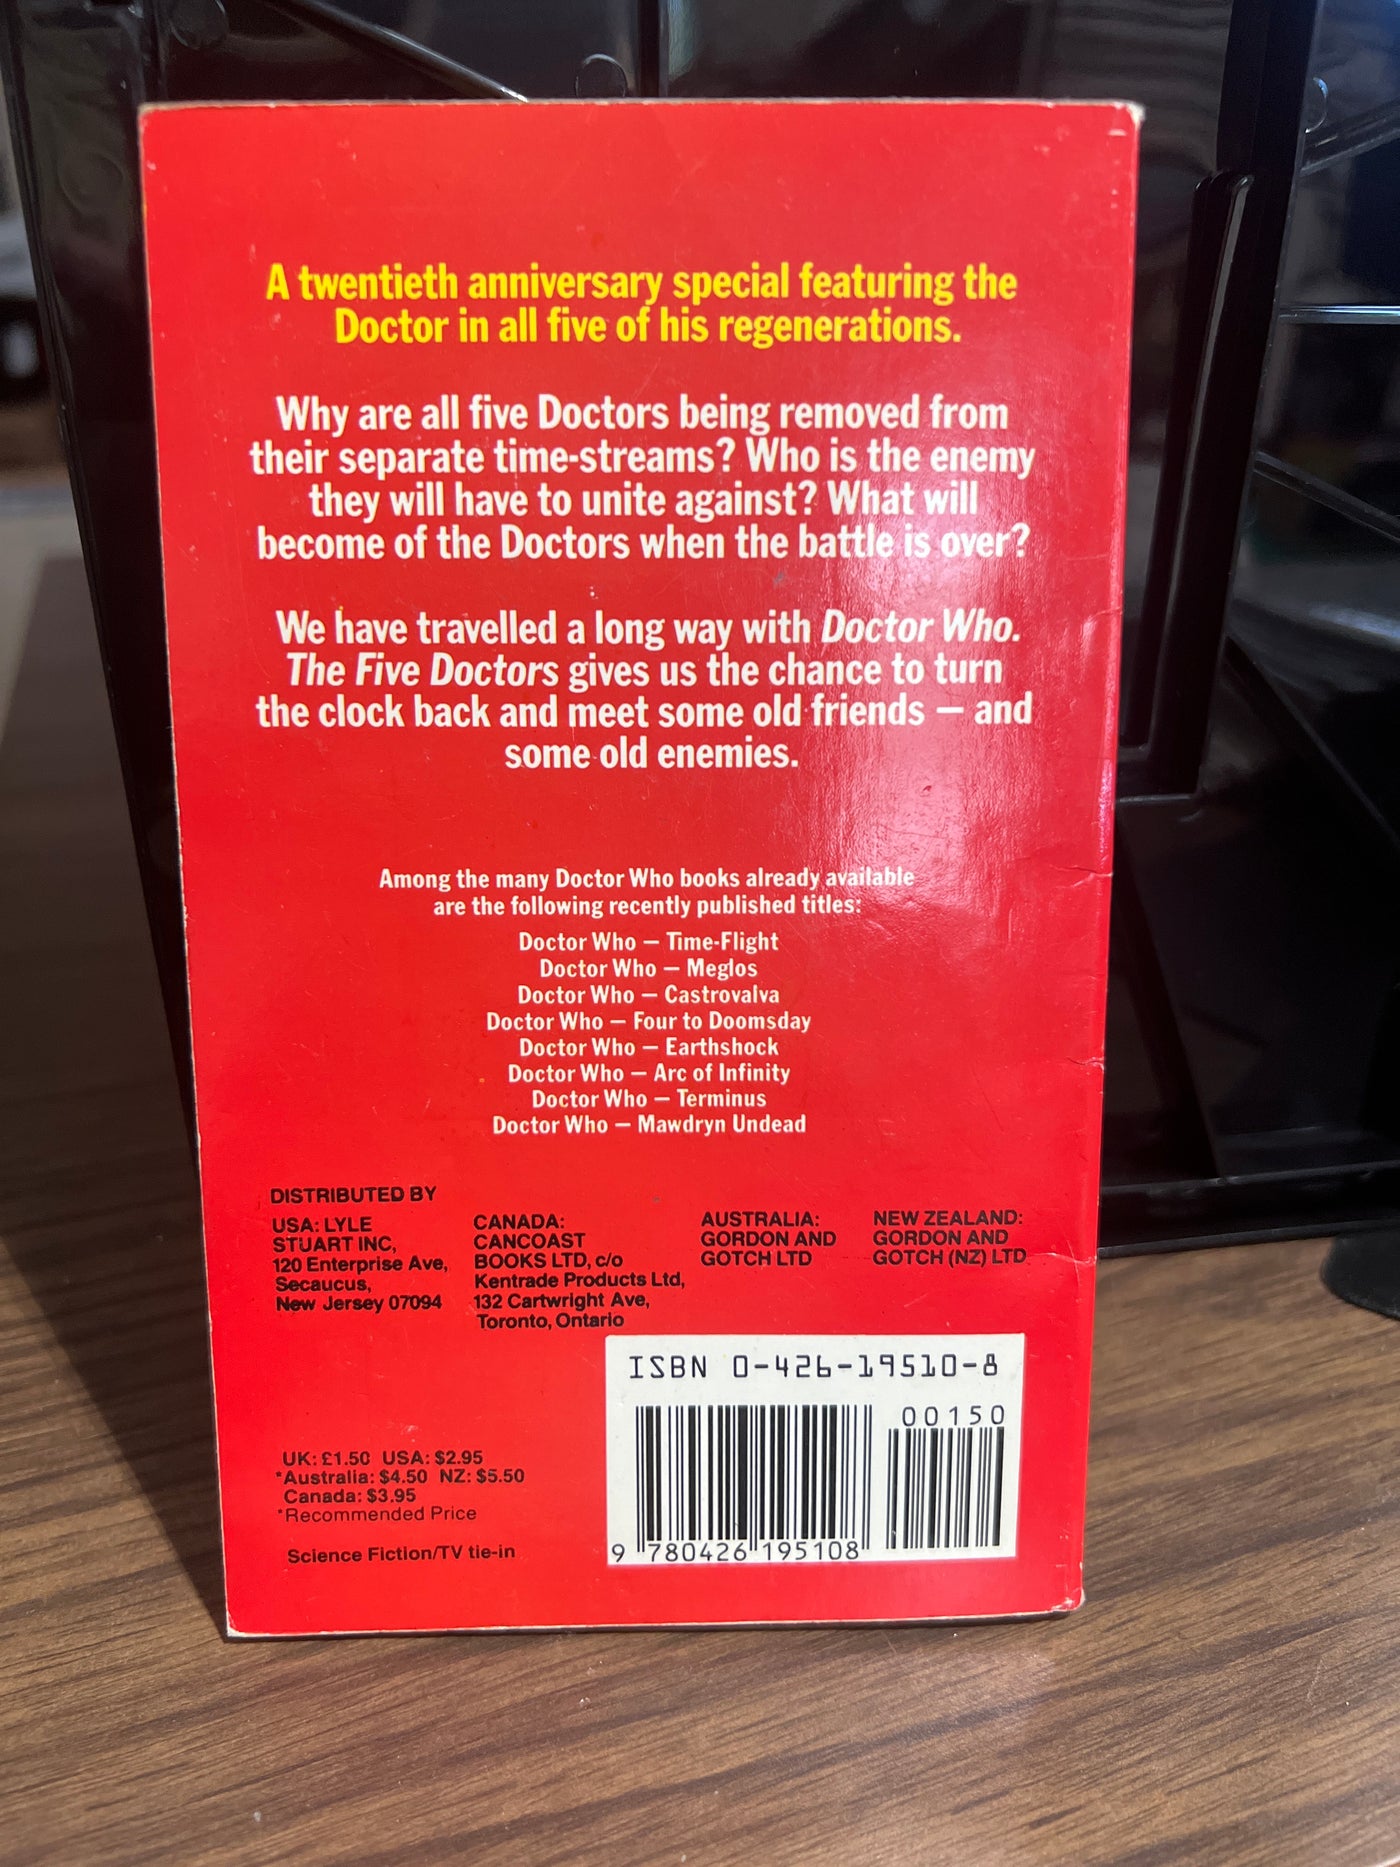 A twentieth anniversary special featuring the
Doctor in all five of his regenerations.
Why are all five Doctors being removed from
their separate time-streams? Who is the enemy
they will have to unite against? What will
become of the Doctors when the battle is over?
We have travelled a long way with Doctor Who.
The Five Doctors gives us the chance to turn
the clock back and meet some old friends – and
some old enemies.
Among the many Doctor Who books already available
are the following recently published titles:
Doctor Who – Time-Flight
Doctor Who – Meglos
Doctor Who – Castrovalva
Doctor Who – Four to Doomsday
Doctor Who – Earthshock
Doctor Who – Arc of Infinity
Doctor Who – Terminus
Doctor Who – Mawdryn Undead
DISTRIBUTED BY
USA: LYLE
STUART INC,
120 Enterprise Ave,
Secaucus,
New Jersey 07094
CANADA:
CANCOAST
BOOKS LTD, c/o
Kentrade Products Ltd,
132 Cartwright Ave,
Toronto, Ontario
AUSTRALIA:
GORDON AND
GOTCH LTD
NEW ZEALAND:
GORDON AND
GOTCH (NZ) LTD
ISBN 0-426-19510-8
00150
9 780426 195108
UK: £1.50 USA: $2.95
*Australia: $4.50 NZ: $5.50
Canada: $3.95
*Recommended Price
Science Fiction/TV tie-in